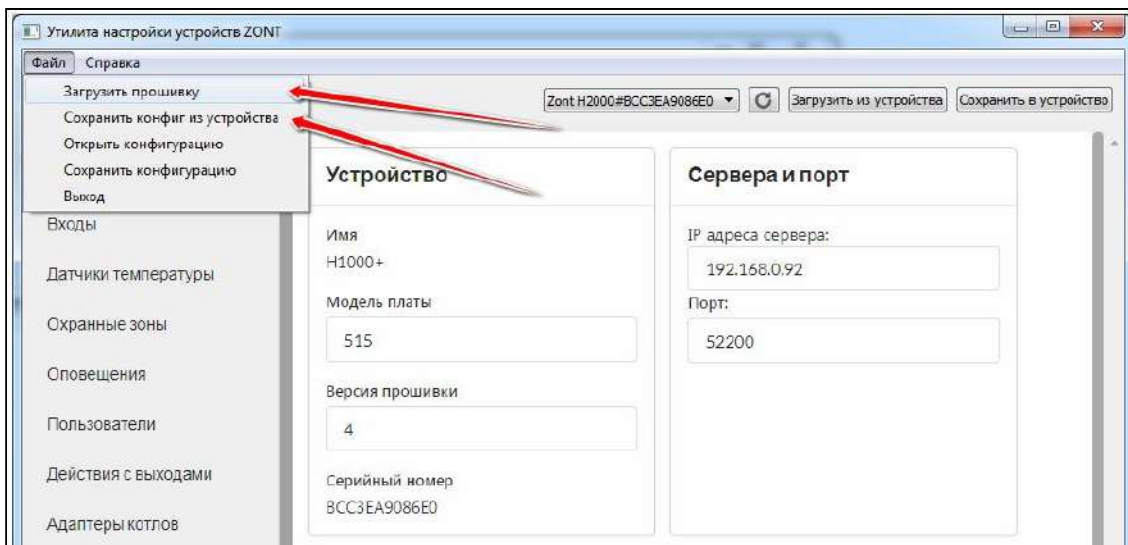 Утилита настройки устройств ZONT
Файл Справка
Загрузить прошивку
Сохранить конфиг из устройства
Открыть конфигурацию
Сохранить конфигурацию
Выход
Zont H2000#BCC3EA9086E0
Загрузить из устройства
Сохранить в устройство
Входы
Датчики температуры
Охранные зоны
Оповещения
Пользователи
Действия с выходами
Адаптеры котлов
Устройство
Имя
H1000+
Модель платы
515
Версия прошивки
4
Серийный номер
BCC3EA9086E0
Сервера и порт
IP адреса сервера:
192.168.0.92
Порт:
52200